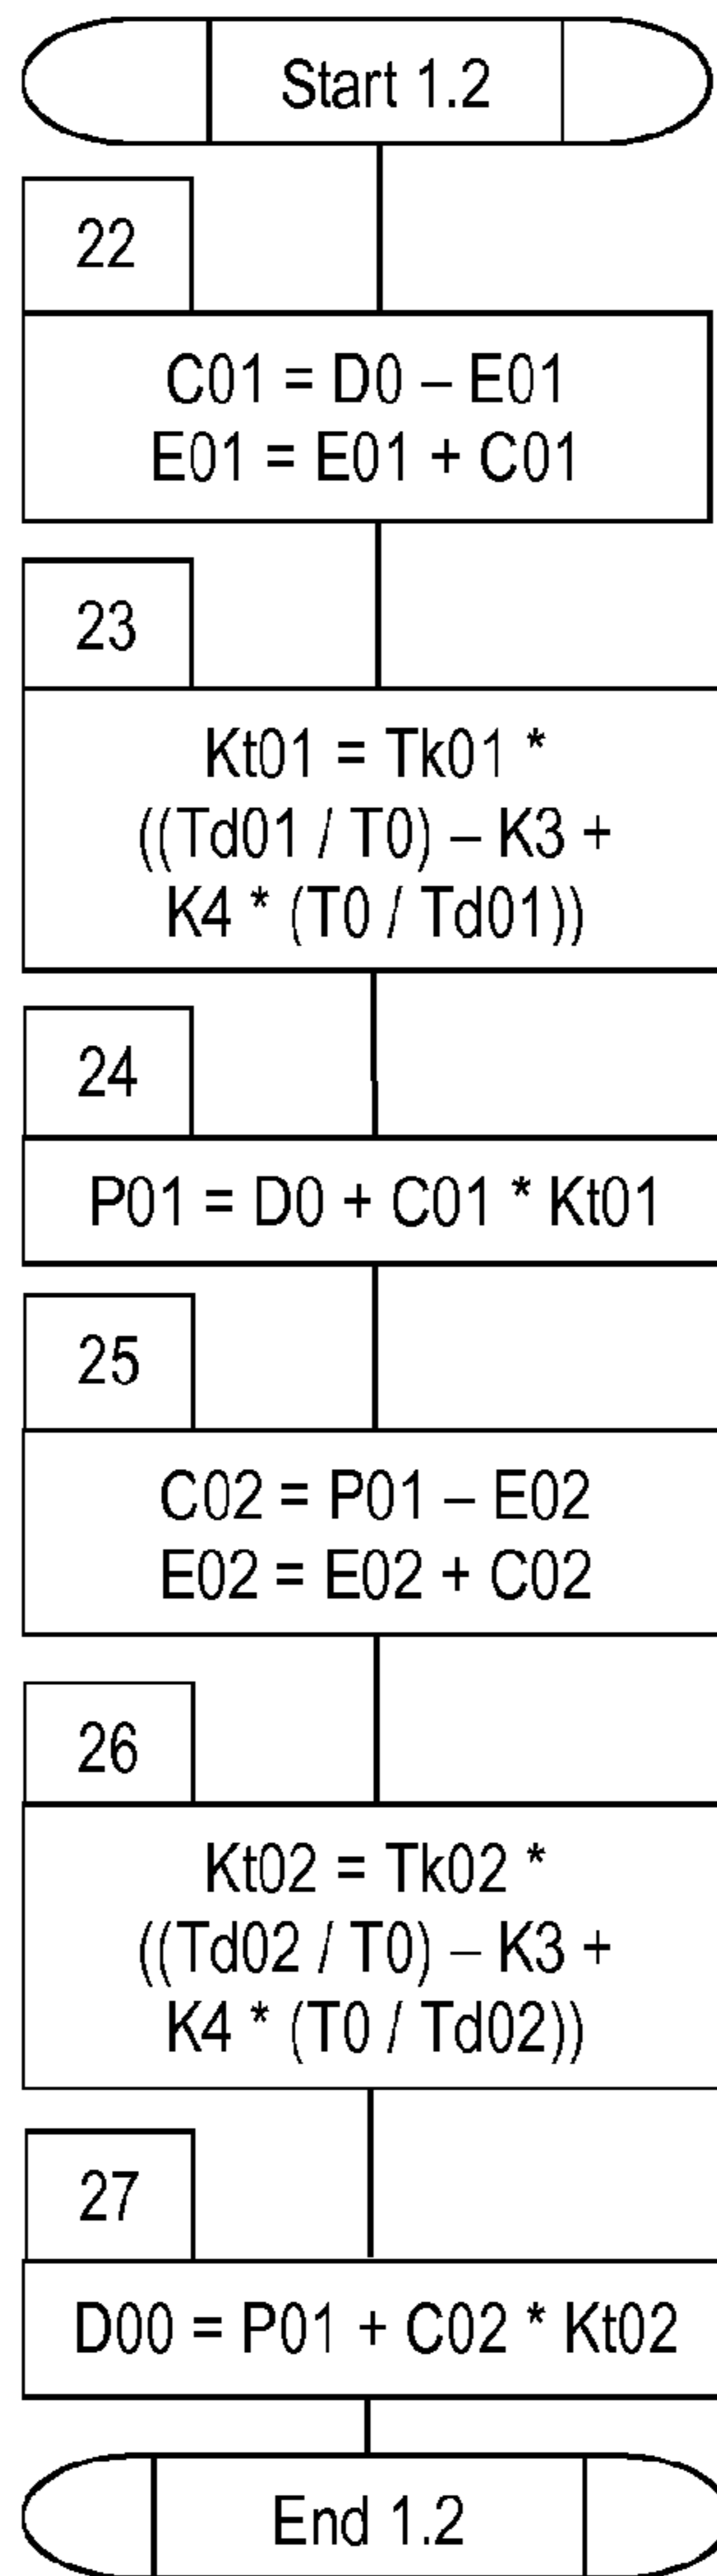 Start 1.2
22
C01 = D0 – E01
E01 = E01 + C01
23
Kt01 = Tk01 *
((Td01 / T0) – K3 +
K4 * (T0 / Td01))
24
P01 = D0 + C01 * Kt01
25
C02 = P01 – E02
E02 = E02 + C02
26
Kt02 = Tk02 *
((Td02 / T0) – K3 +
K4 * (T0 / Td02))
27
D00 = P01 + C02 * Kt02
End 1.2